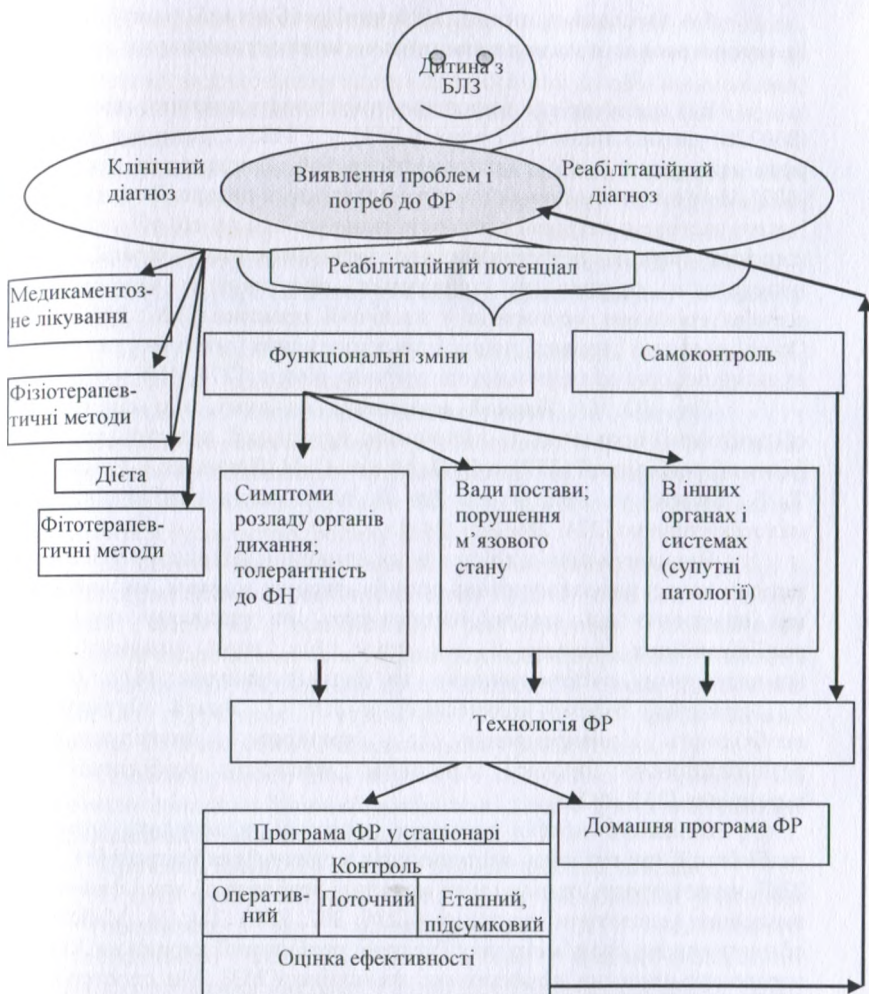 Дитина з
БЛЗ
Клінічний
діагноз
Виявлення проблем і
потреб до ФР
Реабілітаційний
діагноз
Реабілітаційний потенціал
Медикаментоз-
не лікування
Фізіотерапев-
тичні методи
Дієта
Фітотерапев-
тичні методи
Функціональні зміни
Самоконтроль
Симптоми
розладу органів
дихання;
толерантність
до ФН
Вади постави;
порушення
м’язового
стану
В інших
органах і
системах
(супутні
патології)
Технологія ФР
Програма ФР у стаціонарі
Контроль
Оператив-
ний
Поточний
Етапний,
підсумковий
Оцінка ефективності
Домашня програма ФР